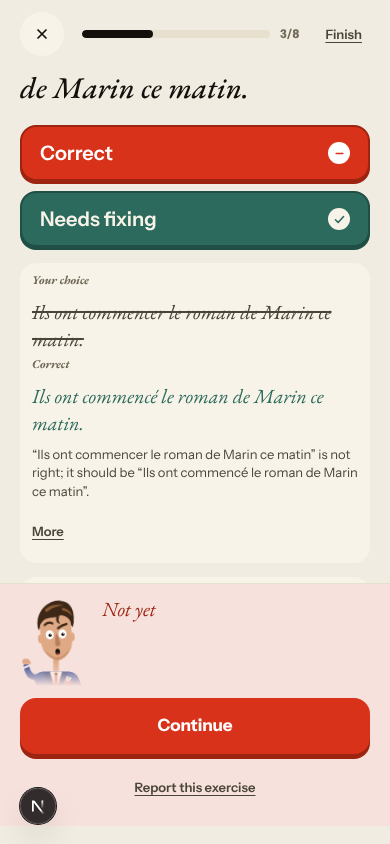 3/8
Finish
de Marin ce matin.
Correct
Needs fixing
Your choice
Ils ont commencer le roman de Marin ce
matin.
Correct
Ils ont commencé le roman de Marin ce
matin.
“Ils ont commencer le roman de Marin ce matin” is not
right; it should be “Ils ont commencé le roman de Marin
ce matin”.
More
Not yet
Continue
Report this exercise
N